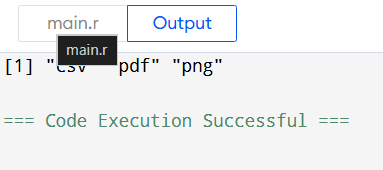 main.r Output
main.r
[1] "csv" "pdf" "png"
=== Code Execution Successful ===